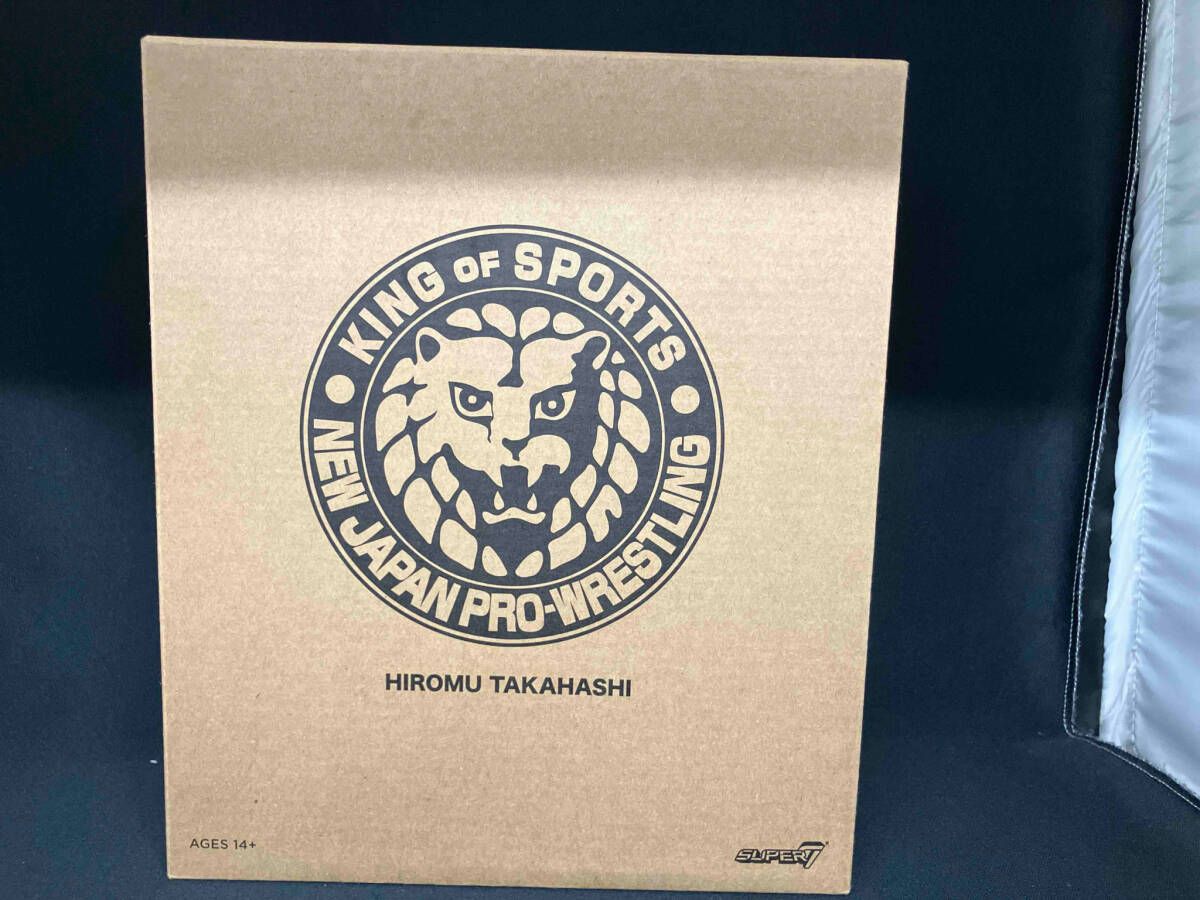 KING OF SPORTS
NEW JAPAN PRO-WRESTLING
HIROMU TAKAHASHI
AGES 14+
SUPER7